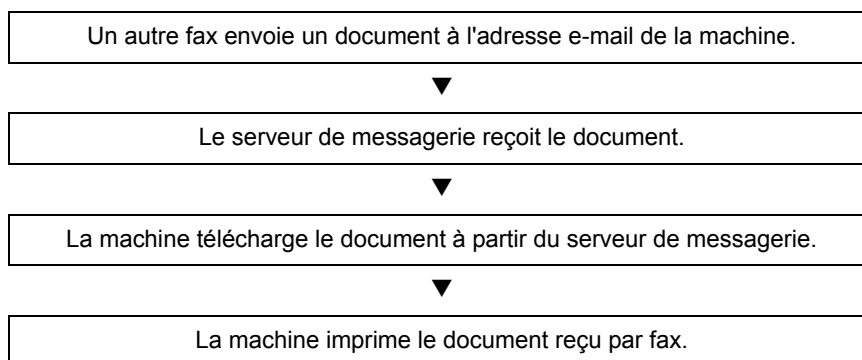 Un autre fax envoie un document à l'adresse e-mail de la machine.
▼
Le serveur de messagerie reçoit le document.
▼
La machine télécharge le document à partir du serveur de messagerie.
▼
La machine imprime le document reçu par fax.